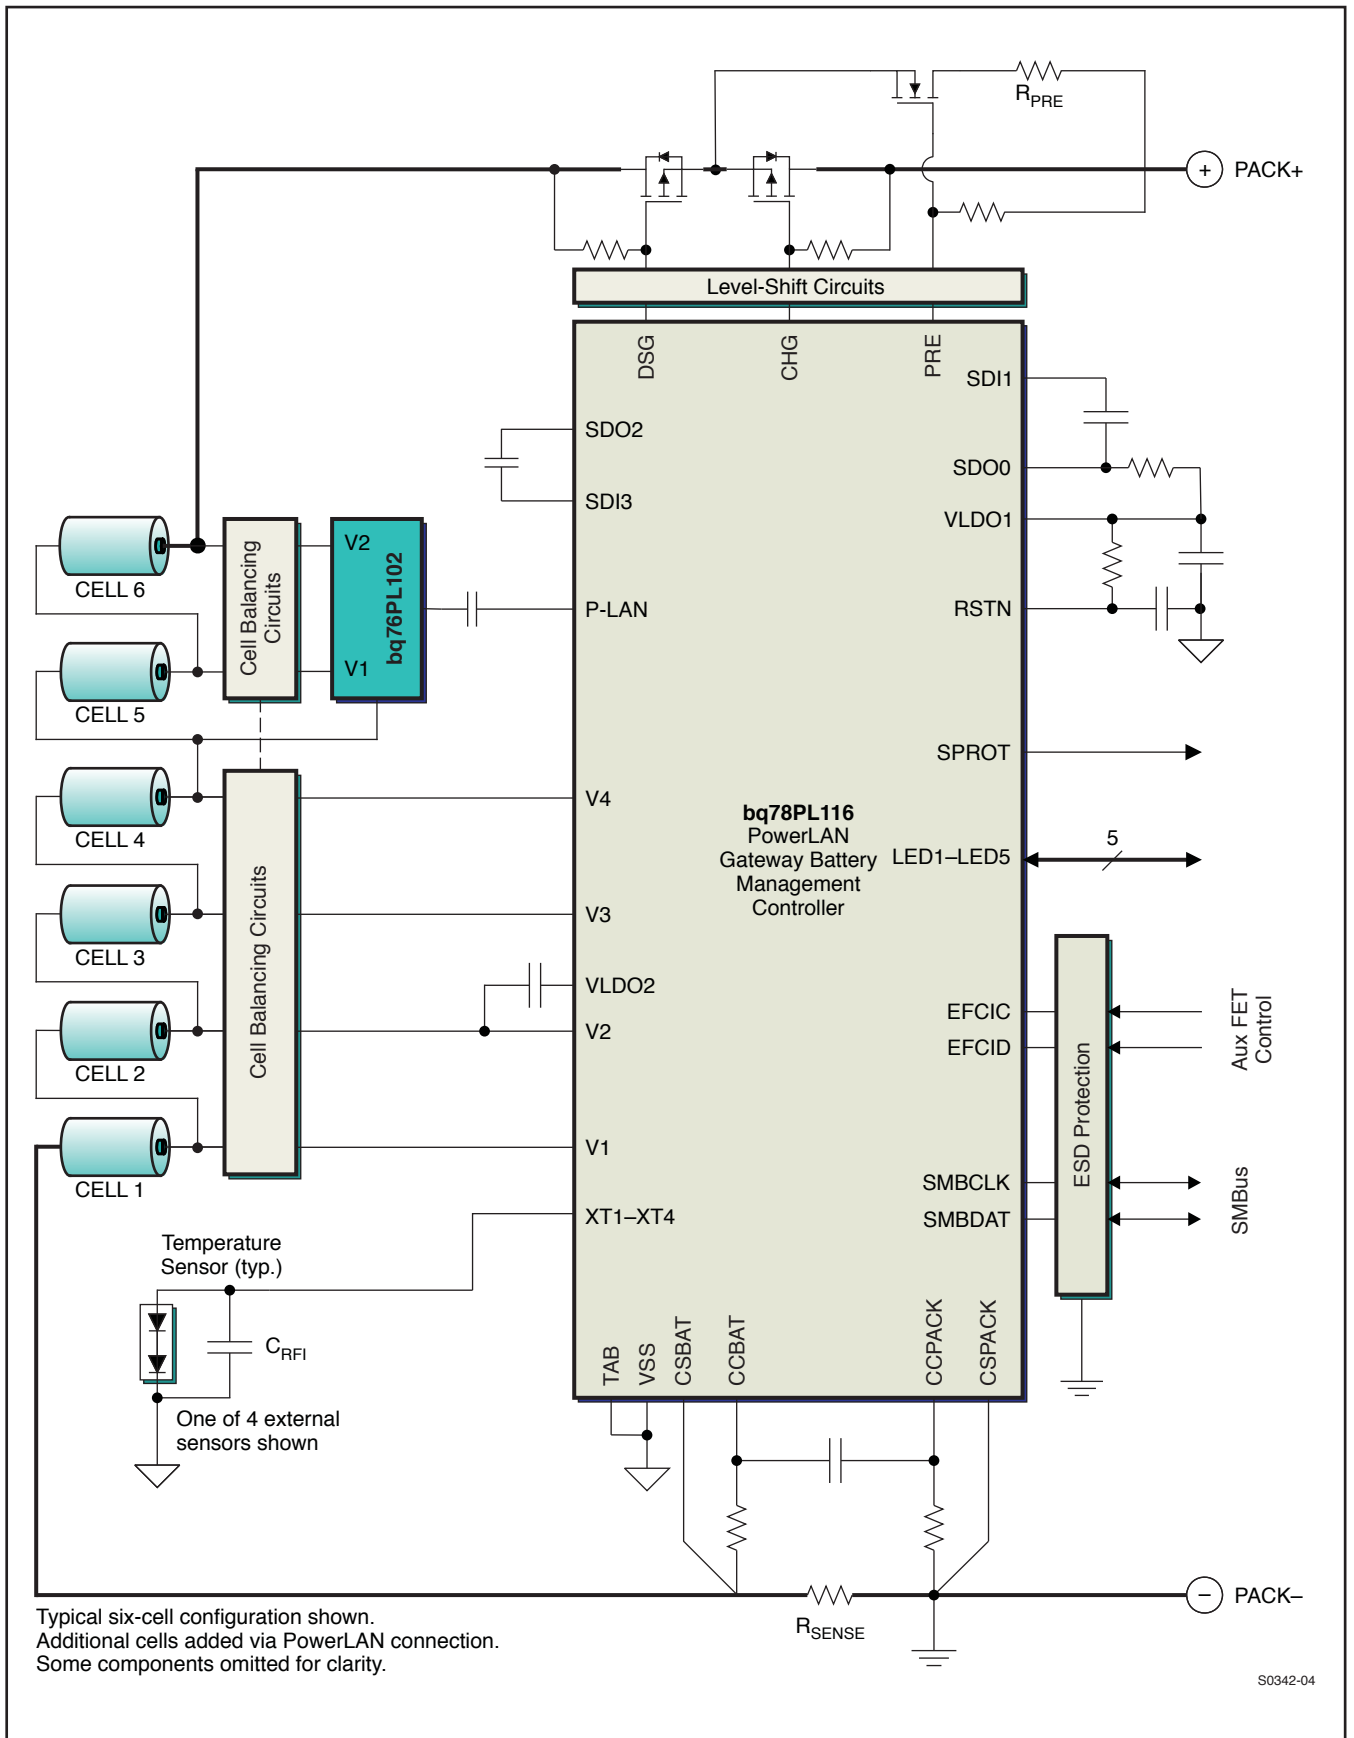 R_PRE
+
PACK+
Level-Shift Circuits
DSG
CHG
PRE
SDI1
SDO2
SDO0
SDI3
VLDO1
V2
CELL 6
Cell Balancing
Circuits
bq76PL102
P-LAN
RSTN
V1
CELL 5
SPROT
V4
CELL 4
bq78PL116
PowerLAN
Gateway Battery
Management
Controller
LED1–LED5
5
V3
CELL 3
Cell Balancing Circuits
VLDO2
V2
CELL 2
EFCIC
EFCID
Aux FET
Control
ESD Protection
V1
CELL 1
SMBCLK
SMBDAT
SMBus
XT1–XT4
Temperature
Sensor (typ.)
C_RFI
One of 4 external
sensors shown
TAB
VSS
CSBAT
CCBAT
CCPACK
CSPACK
–
PACK–
R_SENSE
Typical six-cell configuration shown.
Additional cells added via PowerLAN connection.
Some components omitted for clarity.
S0342-04